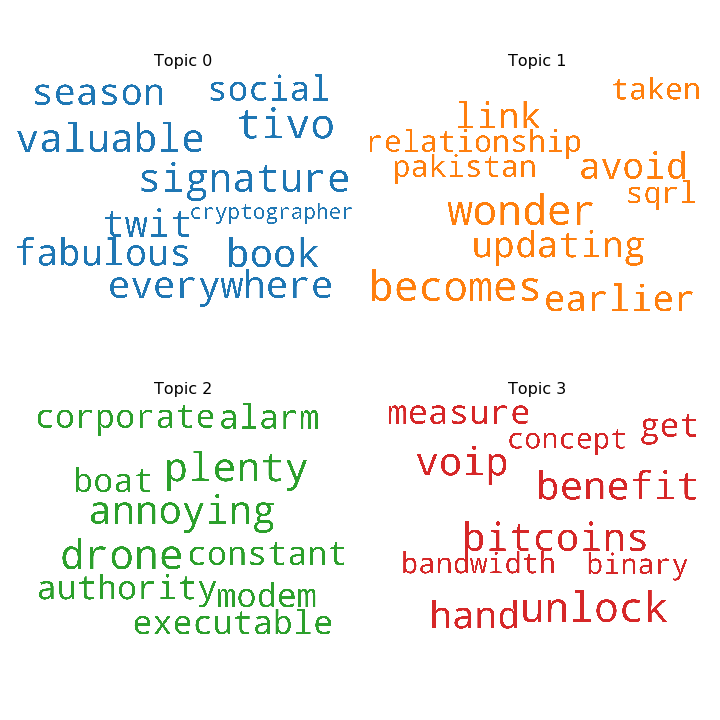 Topic 0
season social
valuable tivo
signature
twit cryptographer
fabulous book
everywhere
Topic 1
taken
link
relationship
pakistan avoid
sqrl
wonder
updating
becomes earlier
Topic 2
corporate alarm
plenty
boat
annoying
drone constant
authority modem
executable
Topic 3
measure get
concept
voip
benefit
bitcoins
bandwidth binary
hand unlock